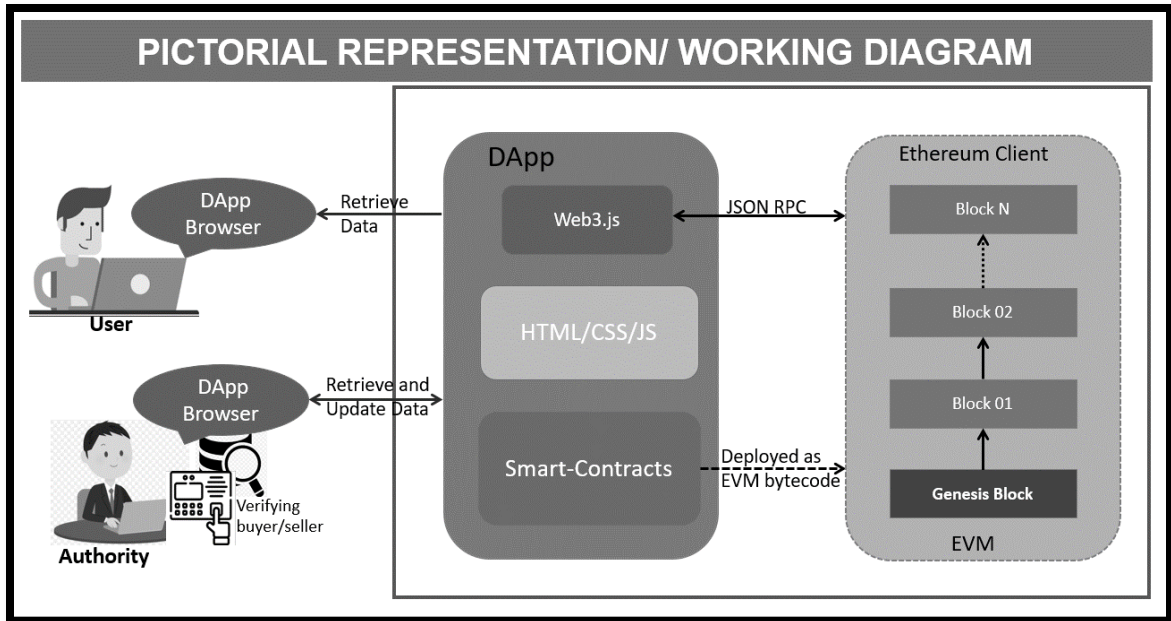 PICTORIAL REPRESENTATION/ WORKING DIAGRAM
DApp
Browser
User
Retrieve
Data
DApp
Browser
Authority
Verifying
buyer/seller
Retrieve and
Update Data
DApp
Web3.js
HTML/CSS/JS
Smart-Contracts
JSON RPC
Deployed as
EVM bytecode
Ethereum Client
Block N
Block 02
Block 01
Genesis Block
EVM